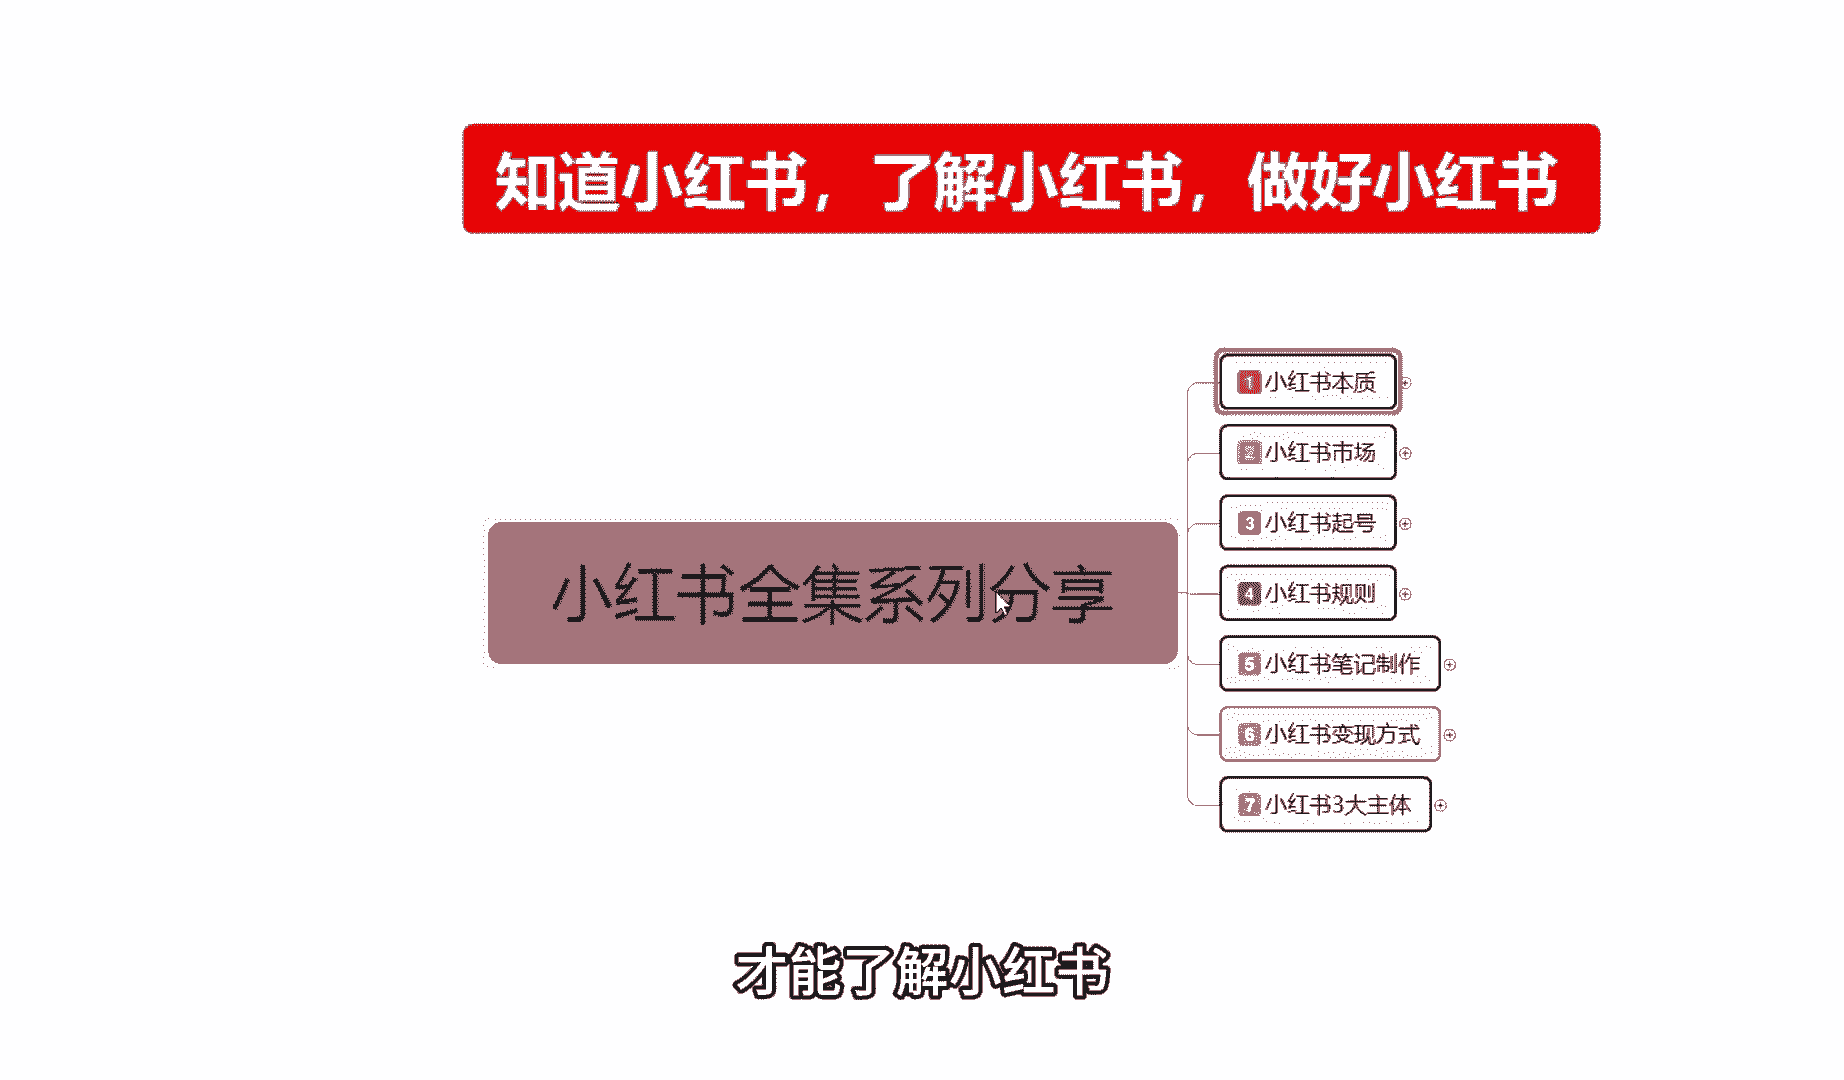 知道小红书，了解小红书，做好小红书
小红书全集系列分享
1 小红书本质
2 小红书市场
3 小红书起号
4 小红书规则
5 小红书笔记制作
6 小红书变现方式
7 小红书3大主体
才能了解小红书